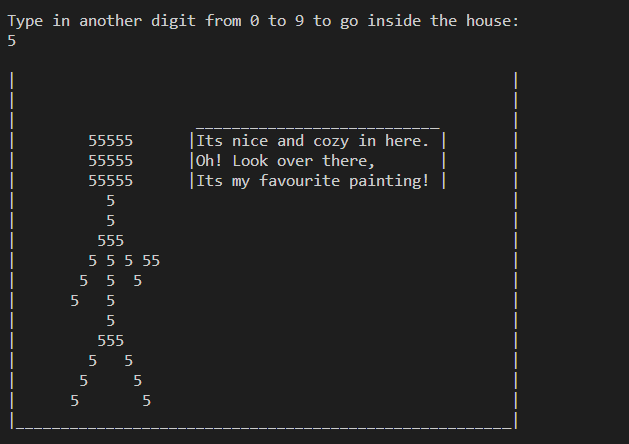 Type in another digit from 0 to 9 to go inside the house:
5
55555 |Its nice and cozy in here. |
55555 |Oh! Look over there, |
55555 |Its my favourite painting! |
5
5
555
5 5 5 55
5 5 5
5 5
5
555
5 5
5 5
5 5